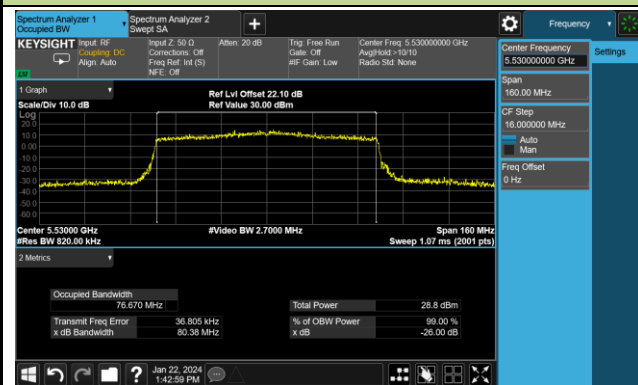 Spectrum Analyzer 1
Occupied BW
Spectrum Analyzer 2
Swept SA
+
Frequency
KEYSIGHT
Input: RF
Coupling: DC
Align: Auto
Input Z: 50 Ω
Corrections: Off
Freq Ref: Int (S)
NFE: Off
Atten: 20 dB
Trig: Free Run
Gate: Off
#IF Gain: Low
Center Freq: 5.530000000 GHz
Avg|Hold:>10/10
Radio Std: None
Center Frequency
5.530000000 GHz
Settings
Span
160.00 MHz
CF Step
16.000000 MHz
Auto
Man
Freq Offset
0 Hz
1 Graph
Scale/Div 10.0 dB
Ref Lvl Offset 22.10 dB
Ref Value 30.00 dBm
Log
20.0
10.0
0.00
-10.0
-20.0
-30.0
-40.0
-50.0
-60.0
Center 5.53000 GHz
#Res BW 820.00 kHz
#Video BW 2.7000 MHz
Span 160 MHz
Sweep 1.07 ms (2001 pts)
2 Metrics
Occupied Bandwidth
76.670 MHz
Total Power
28.8 dBm
Transmit Freq Error
36.805 kHz
% of OBW Power
99.00 %
x dB Bandwidth
80.38 MHz
x dB
-26.00 dB
?
Jan 22, 2024
1:42:59 PM